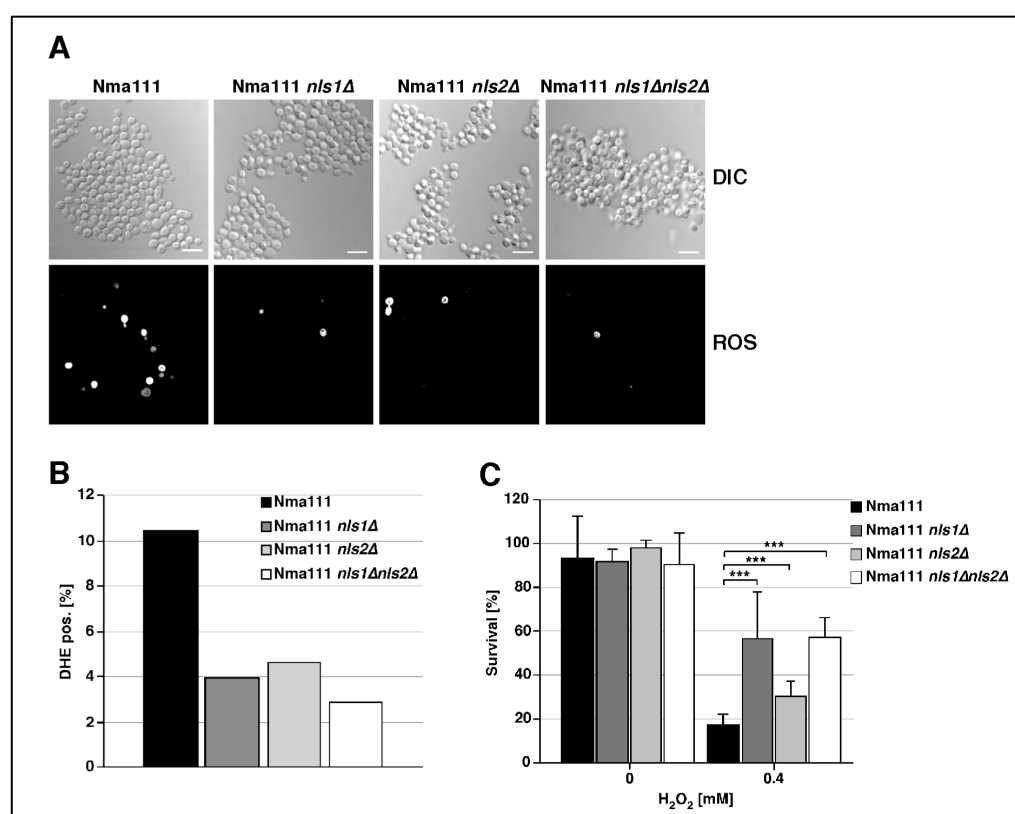 A
Nma111 Nma111 nls1Δ Nma111 nls2Δ Nma111 nls1Δnls2Δ
DIC
ROS
B
12
10
8
6
4
2
0
DHE pos. [%]
Nma111
Nma111 nls1Δ
Nma111 nls2Δ
Nma111 nls1Δnls2Δ
C
120
100
80
60
40
20
0
Survival [%]
Nma111
Nma111 nls1Δ
Nma111 nls2Δ
Nma111 nls1Δnls2Δ
***
***
***
0 0.4
H₂O₂ [mM]